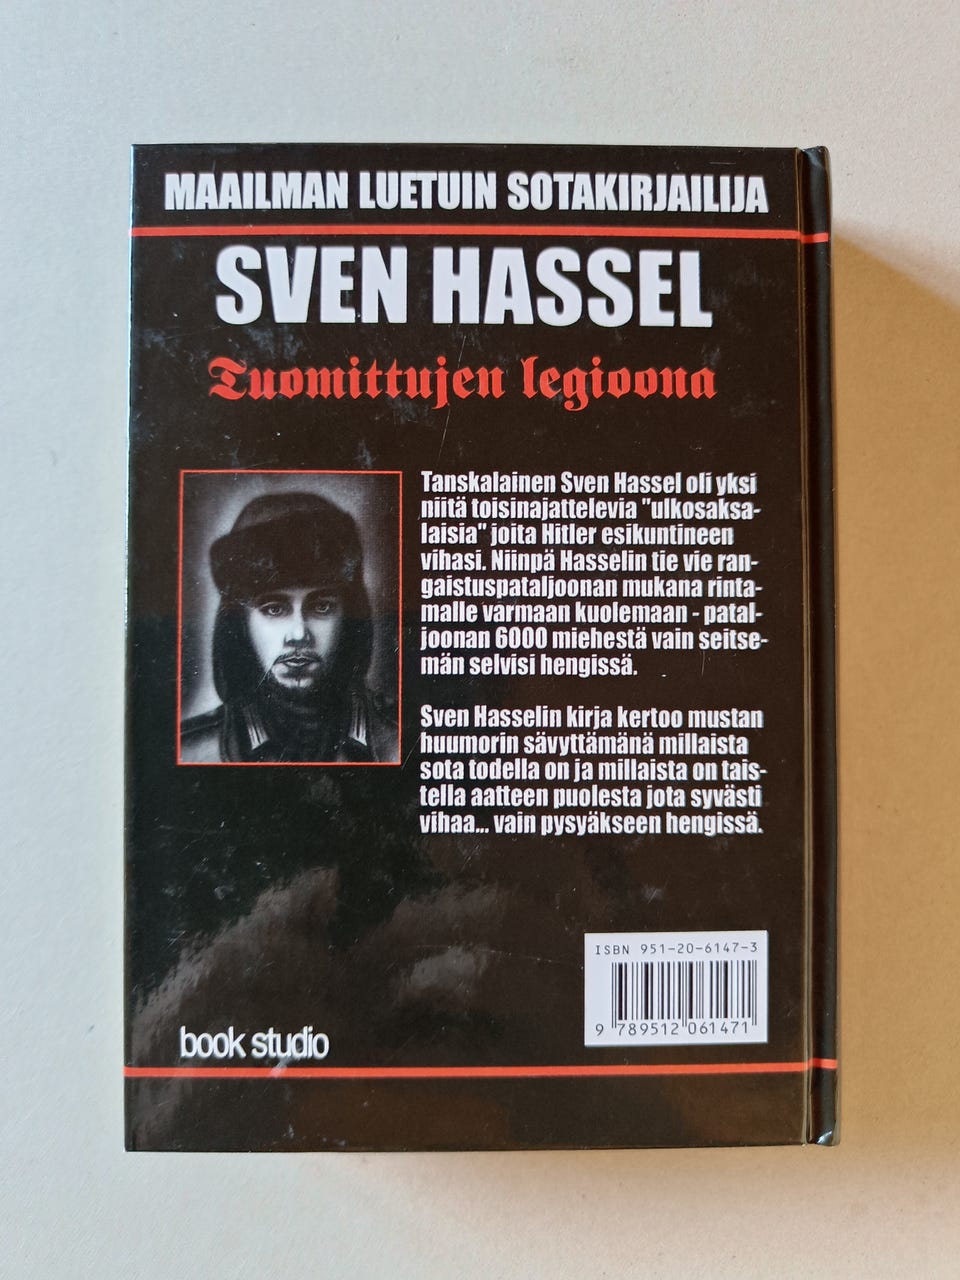 MAAILMAN LUETUIN SOTAKIRJAILIJA
SVEN HASSEL
Tuomittujen legioona
Tanskalainen Sven Hassel oli yksi
niitä toisinajattelevia "ulkosaksa-
laisia" joita Hitler esikuntineen
vihasi. Niinpä Hasselin tie vie ran-
gaistuspataljoonan mukana rinta-
malle varmaan kuolemaan - patal-
joonan 6000 miehestä vain seitse-
män selvisi hengissä.
Sven Hasselin kirja kertoo mustan
huumorin sävyttämänä millaista
sota todella on ja millaista on tais-
tella aatteen puolesta jota syvästi
vihaa... vain pysyäkseen hengissä.
ISBN 951-20-6147-3
9 789512 061471
book studio